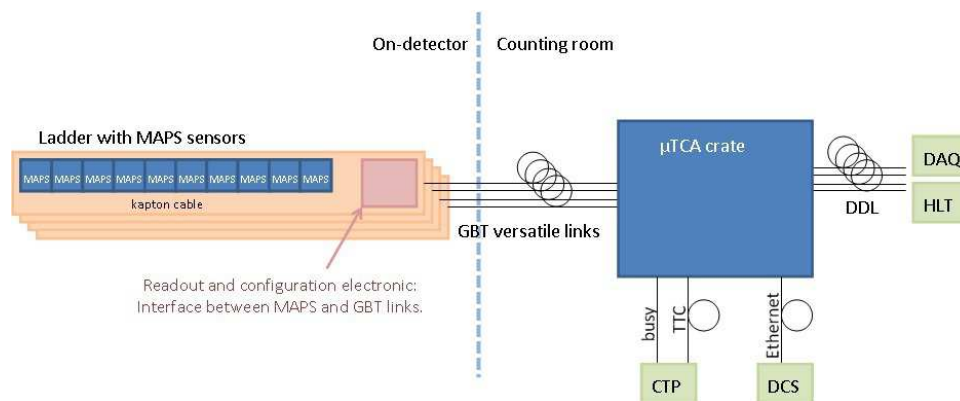 On-detector
Counting room
Ladder with MAPS sensors
MAPS MAPS MAPS MAPS MAPS MAPS MAPS MAPS MAPS MAPS
kapton cable
µTCA crate
DAQ
HLT
DDL
GBT versatile links
Readout and configuration electronic:
Interface between MAPS and GBT links.
busy
TTC
Ethernet
CTP
DCS